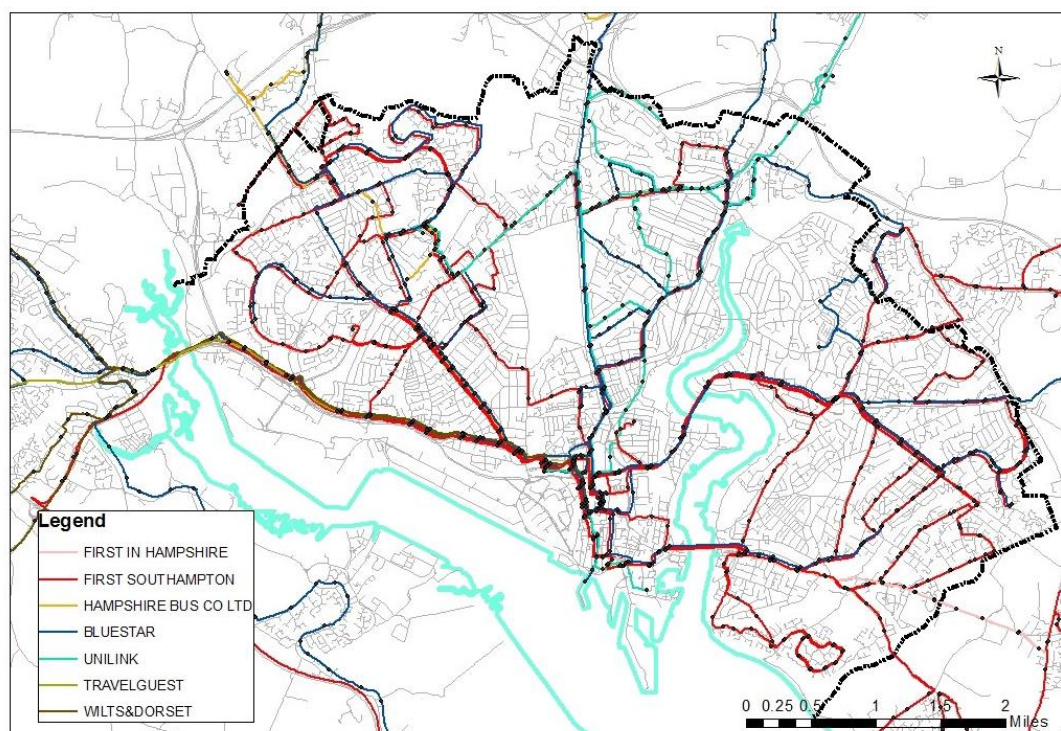 N
Legend
FIRST IN HAMPSHIRE
FIRST SOUTHAMPTON
HAMPSHIRE BUS CO LTD
BLUESTAR
UNILINK
TRAVELGUEST
WILTS&DORSET
0 0.25 0.5 1 1.5 2
Miles